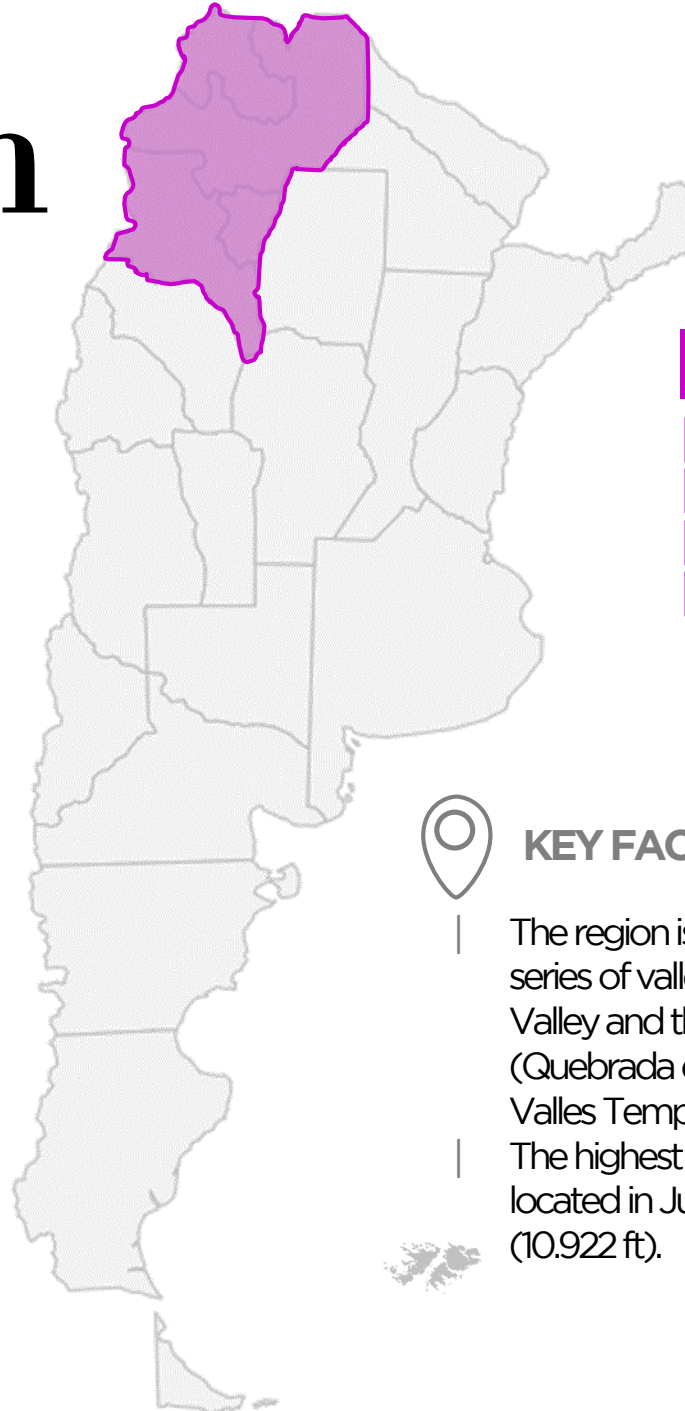 n
KEY FAC
The region is
series of valle
Valley and th
(Quebrada d
Valles Temp
The highest
located in Ju
(10.922 ft).